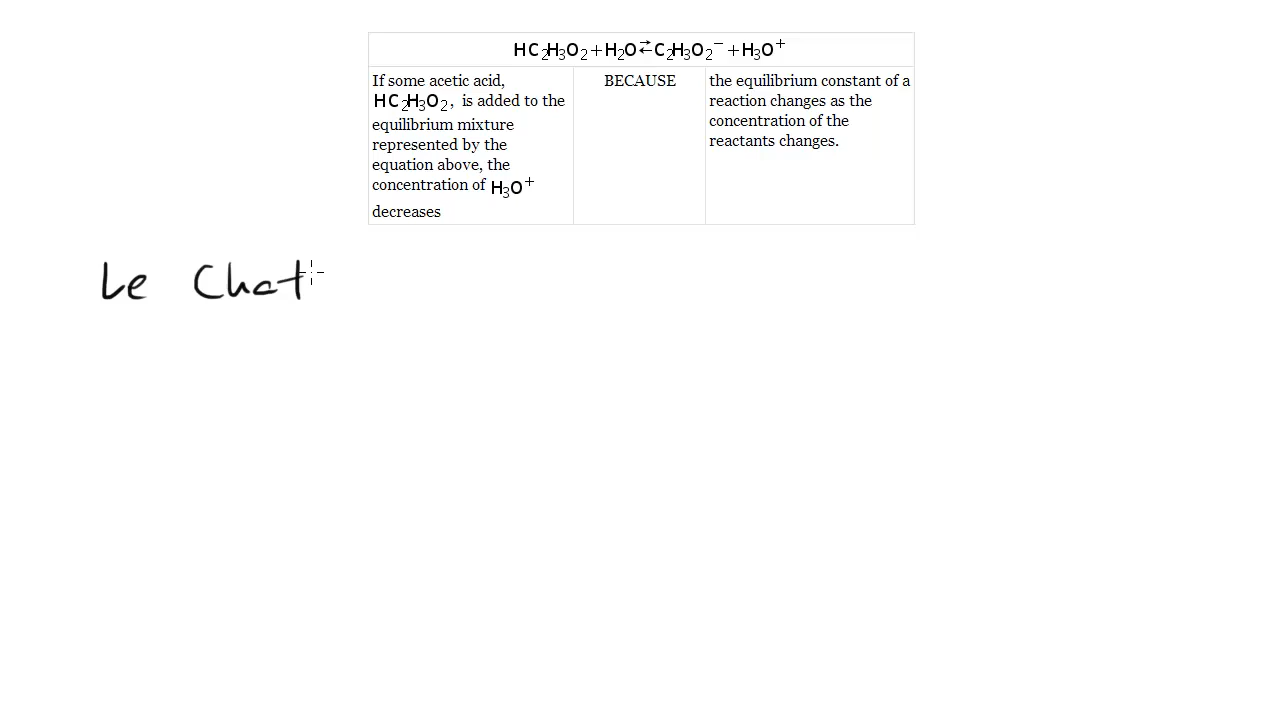 HC₂H₃O₂+H₂O⇄C₂H₃O₂⁻+H₃O⁺
If some acetic acid,
HC₂H₃O₂, is added to the
equilibrium mixture
represented by the
equation above, the
concentration of H₃O⁺
decreases
BECAUSE
the equilibrium constant of a
reaction changes as the
concentration of the
reactants changes.
Le Chat